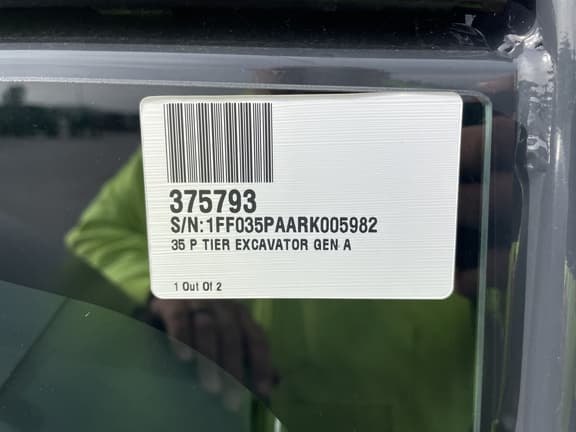 375793
S/N:1FF035PAARK005982
35 P TIER EXCAVATOR GEN A
1 Out Of 2